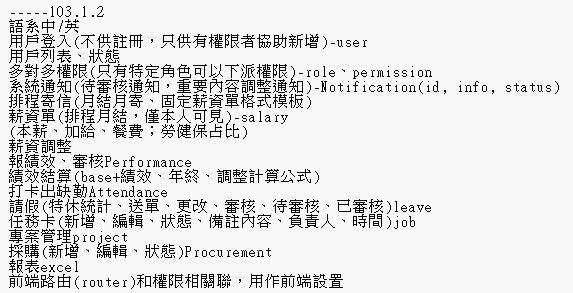 -----103.1.2
語系中/英
用戶登入(不供註冊，只供有權限者協助新增)-user
用戶列表、狀態
多對多權限(只有特定角色可以下派權限)-role、permission
系統通知(待審核通知，重要內容調整通知)-Notification(id, info, status)
排程寄信(月結月寄、固定薪資單格式模板)
薪資單(排程月結，僅本人可見)-salary
(本薪、加給、餐費；勞健保占比)
薪資調整
報績效、審核Performance
績效結算(base+績效、年終、調整計算公式)
打卡出缺勤Attendance
請假(特休統計、送單、更改、審核、待審核、已審核)leave
任務卡(新增、編輯、狀態、備註內容、負責人、時間)job
專案管理project
採購(新增、編輯、狀態)Procurement
報表excel
前端路由(router)和權限相關聯，用作前端設置